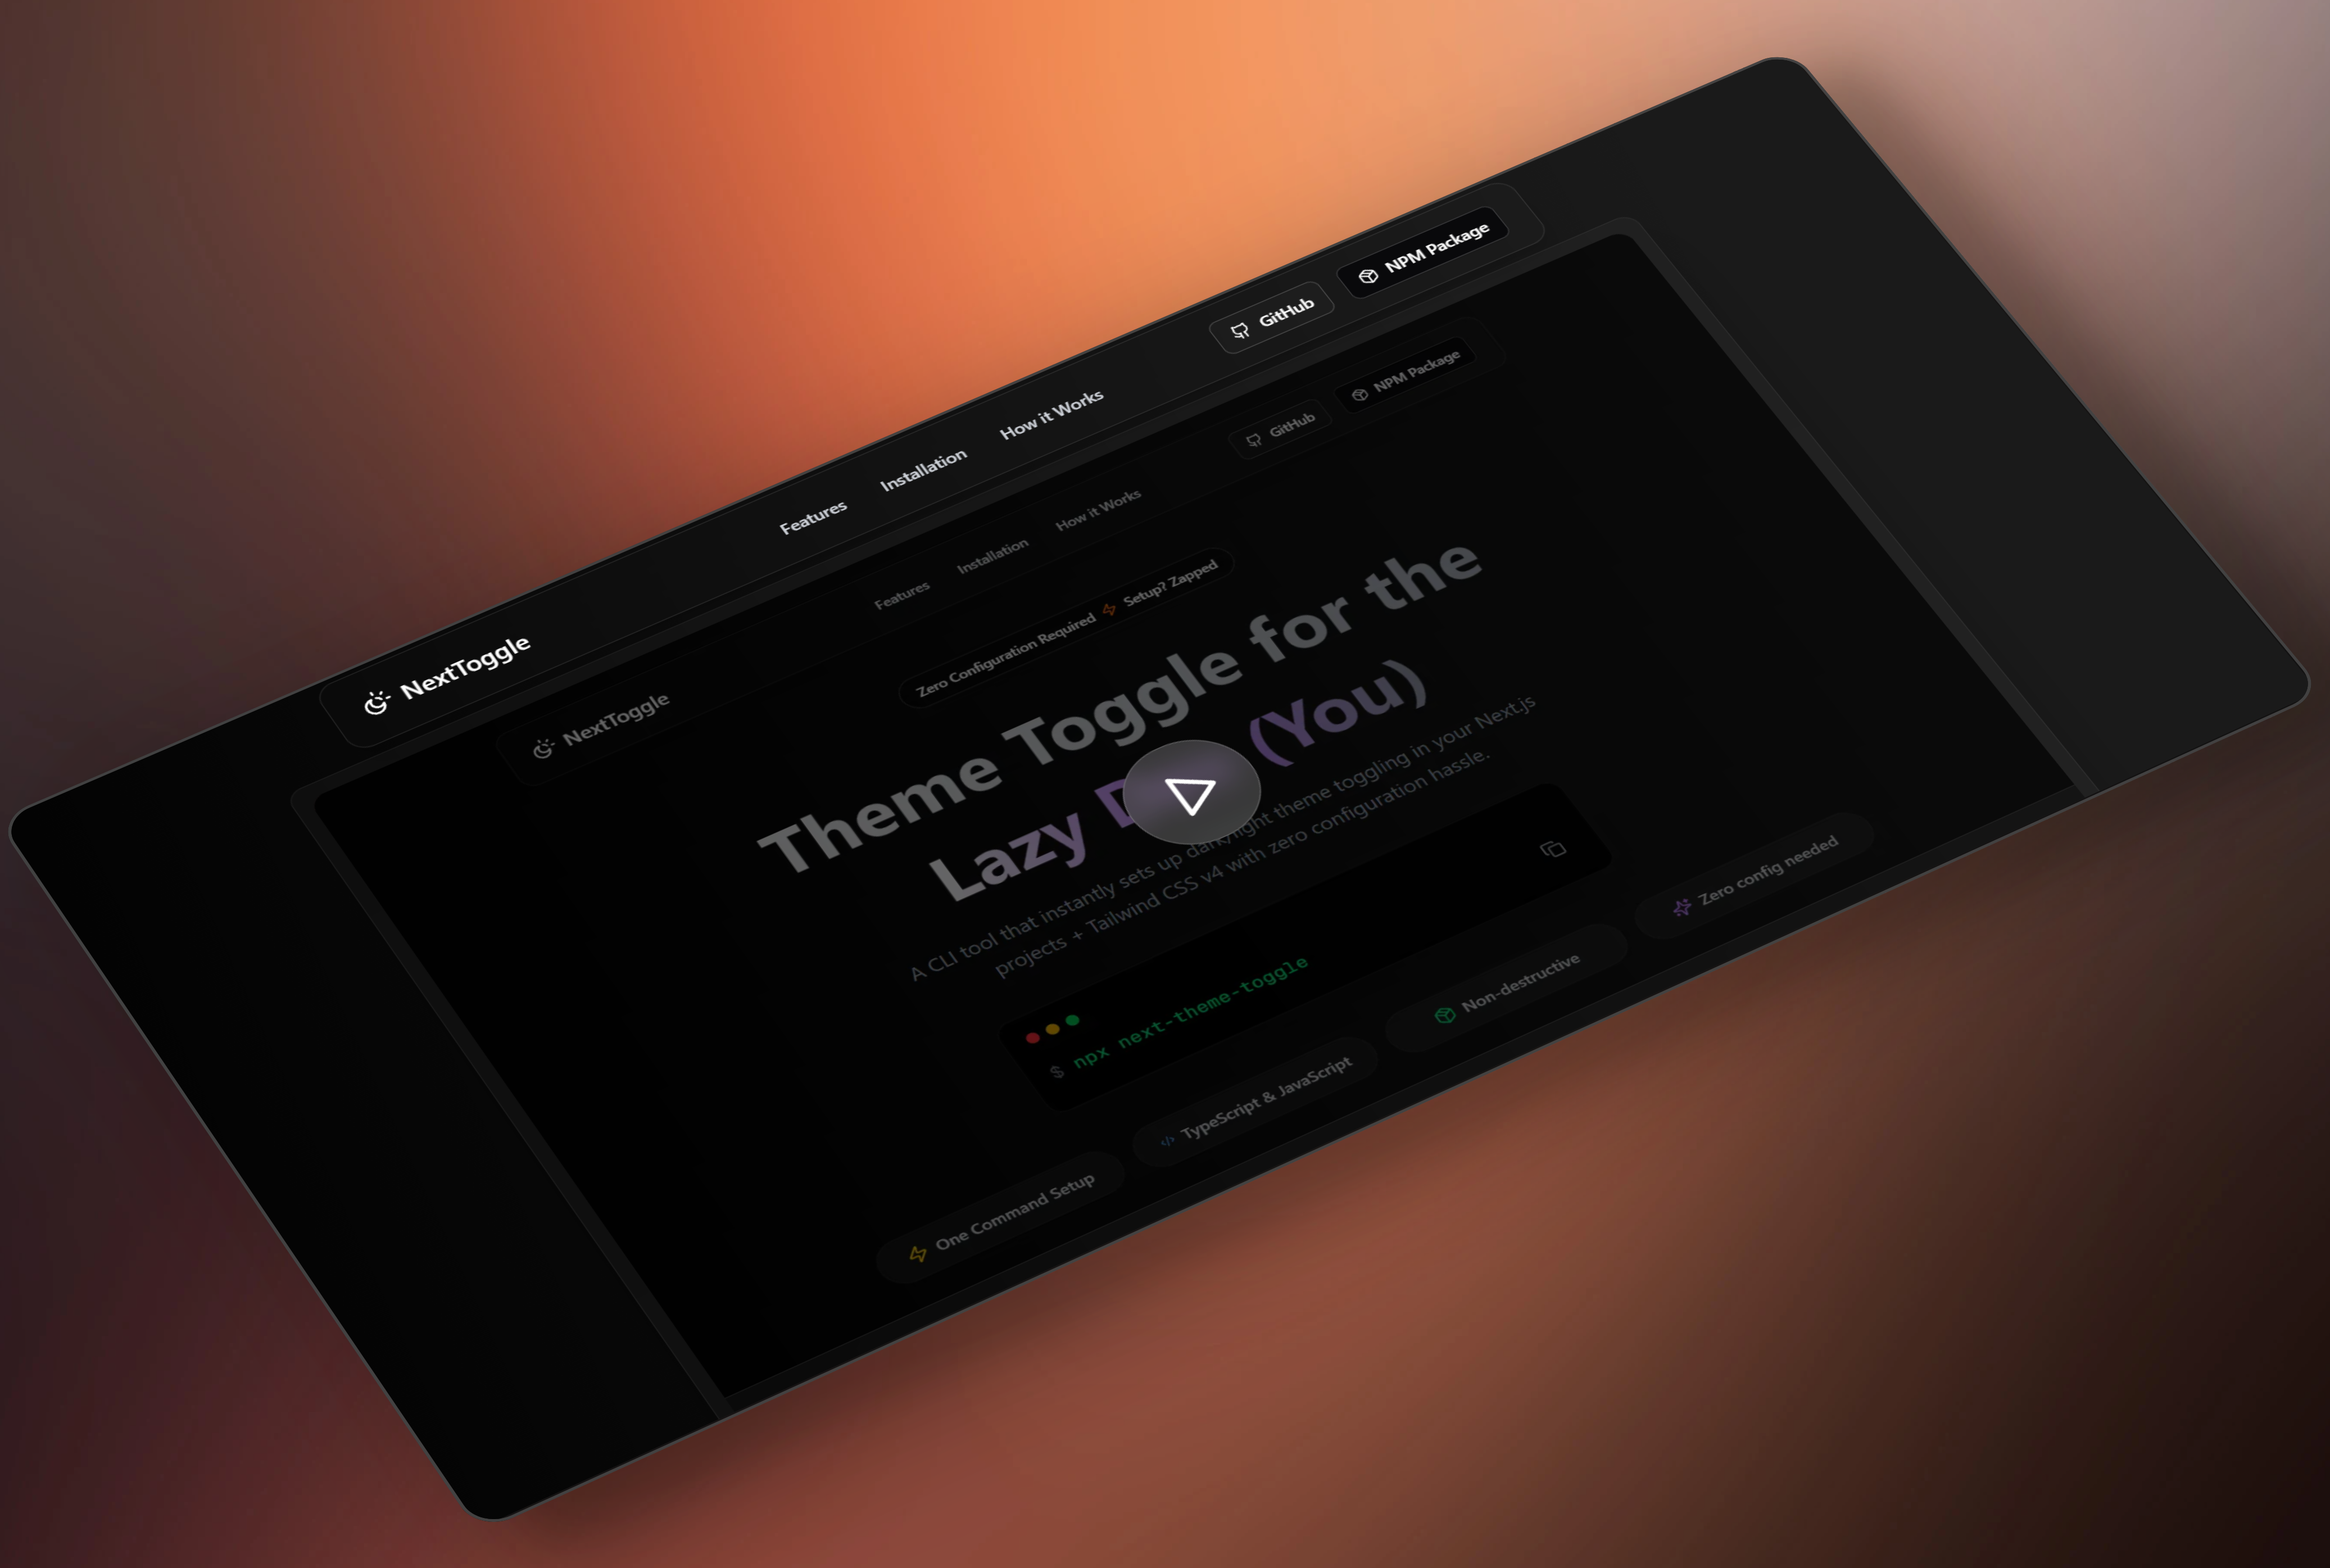 NextToggle
Features
Installation
How it Works
GitHub
NPM Package
NextToggle
Features
Installation
How it Works
GitHub
NPM Package
Zero Configuration Required Setup? Zapped
Theme Toggle for the
Lazy (You)
A CLI tool that instantly sets up dark/light theme toggling in your Next.js
projects + Tailwind CSS v4 with zero configuration hassle.
$ npx next-theme-toggle
One Command Setup
TypeScript & JavaScript
Non-destructive
Zero config needed